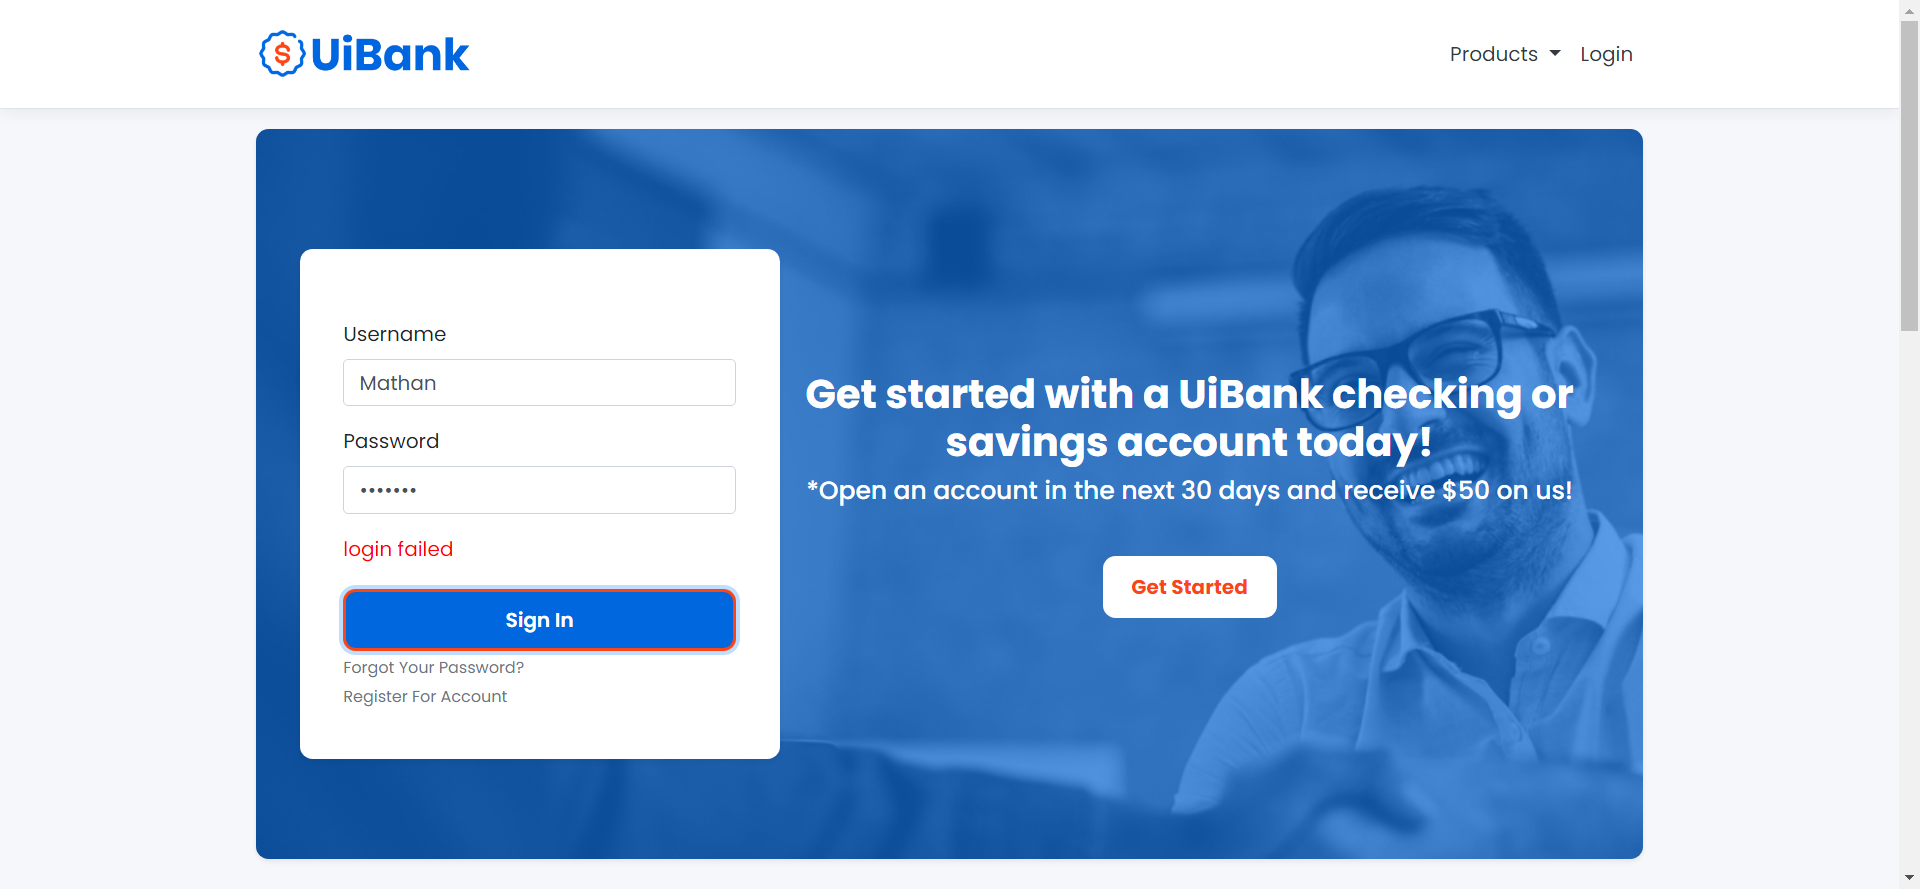 $ UiBank
Products Login
Username
Mathan
Password
•••••••
login failed
Sign In
Forgot Your Password?
Register For Account
Get started with a UiBank checking or
savings account today!
*Open an account in the next 30 days and receive $50 on us!
Get Started